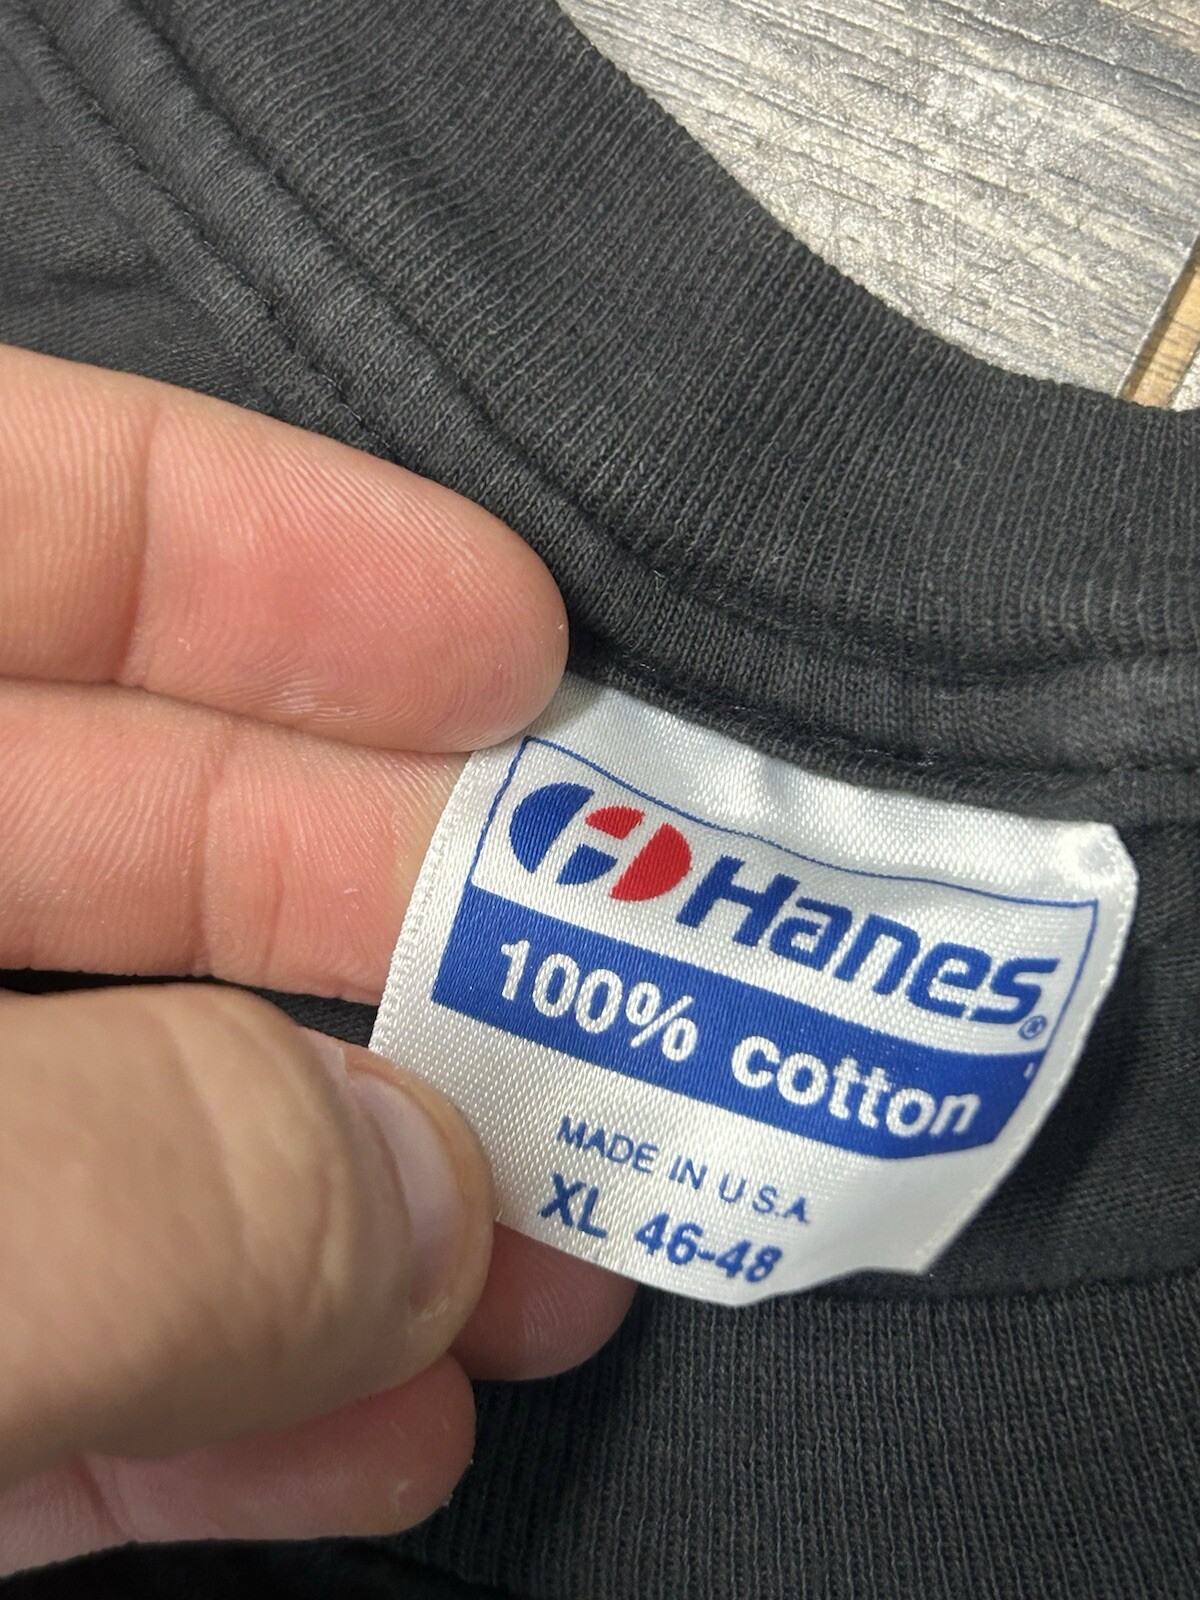 Hanes®
100% cotton
MADE IN U.S.A.
XL 46-48